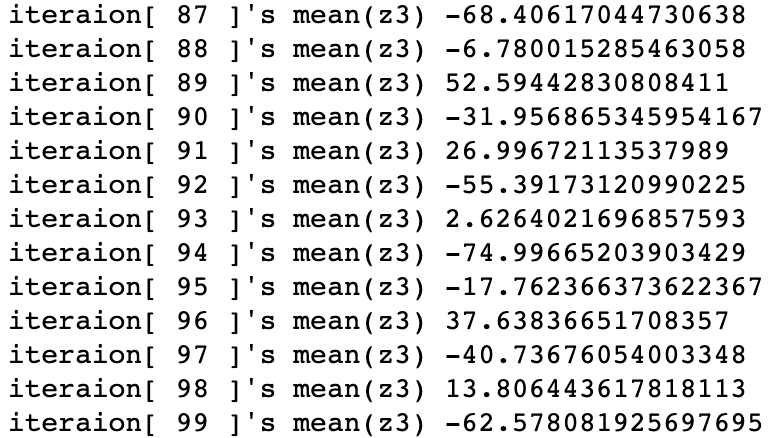 iteraion[ 87 ]'s mean(z3) -68.40617044730638
iteraion[ 88 ]'s mean(z3) -6.780015285463058
iteraion[ 89 ]'s mean(z3) 52.59442830808411
iteraion[ 90 ]'s mean(z3) -31.956865345954167
iteraion[ 91 ]'s mean(z3) 26.99672113537989
iteraion[ 92 ]'s mean(z3) -55.39173120990225
iteraion[ 93 ]'s mean(z3) 2.6264021696857593
iteraion[ 94 ]'s mean(z3) -74.99665203903429
iteraion[ 95 ]'s mean(z3) -17.762366373622367
iteraion[ 96 ]'s mean(z3) 37.63836651708357
iteraion[ 97 ]'s mean(z3) -40.73676054003348
iteraion[ 98 ]'s mean(z3) 13.806443617818113
iteraion[ 99 ]'s mean(z3) -62.578081925697695